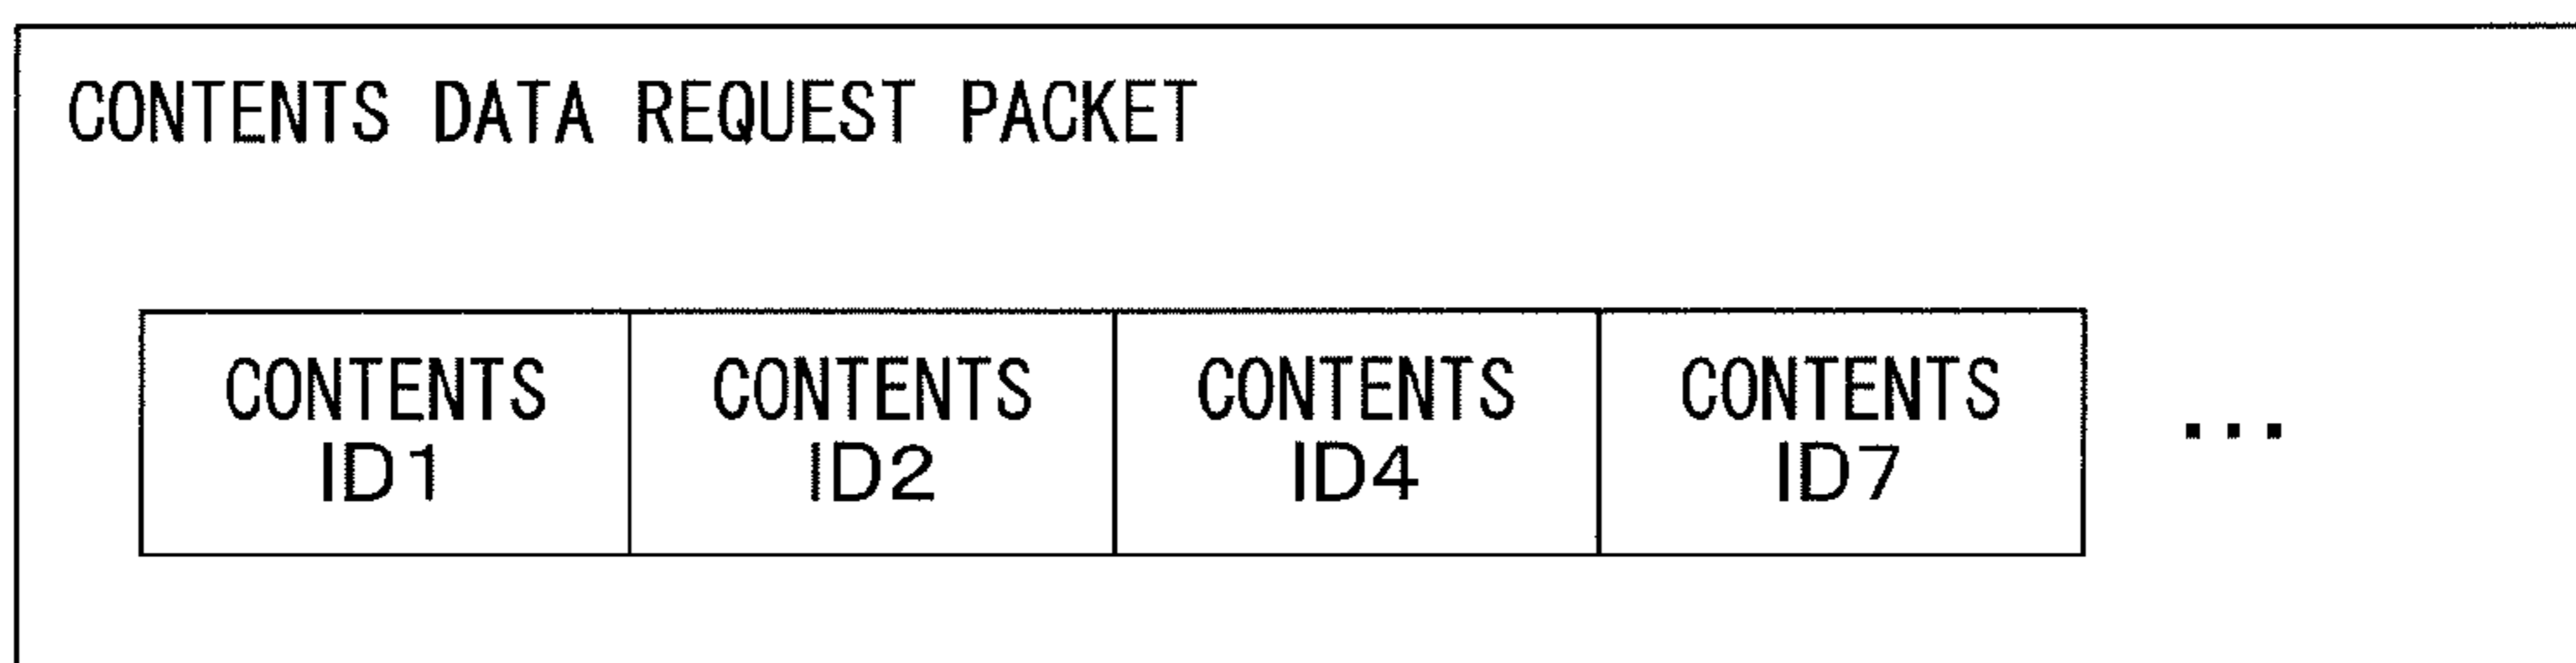 CONTENTS DATA REQUEST PACKET
CONTENTS ID1
CONTENTS ID2
CONTENTS ID4
CONTENTS ID7
...